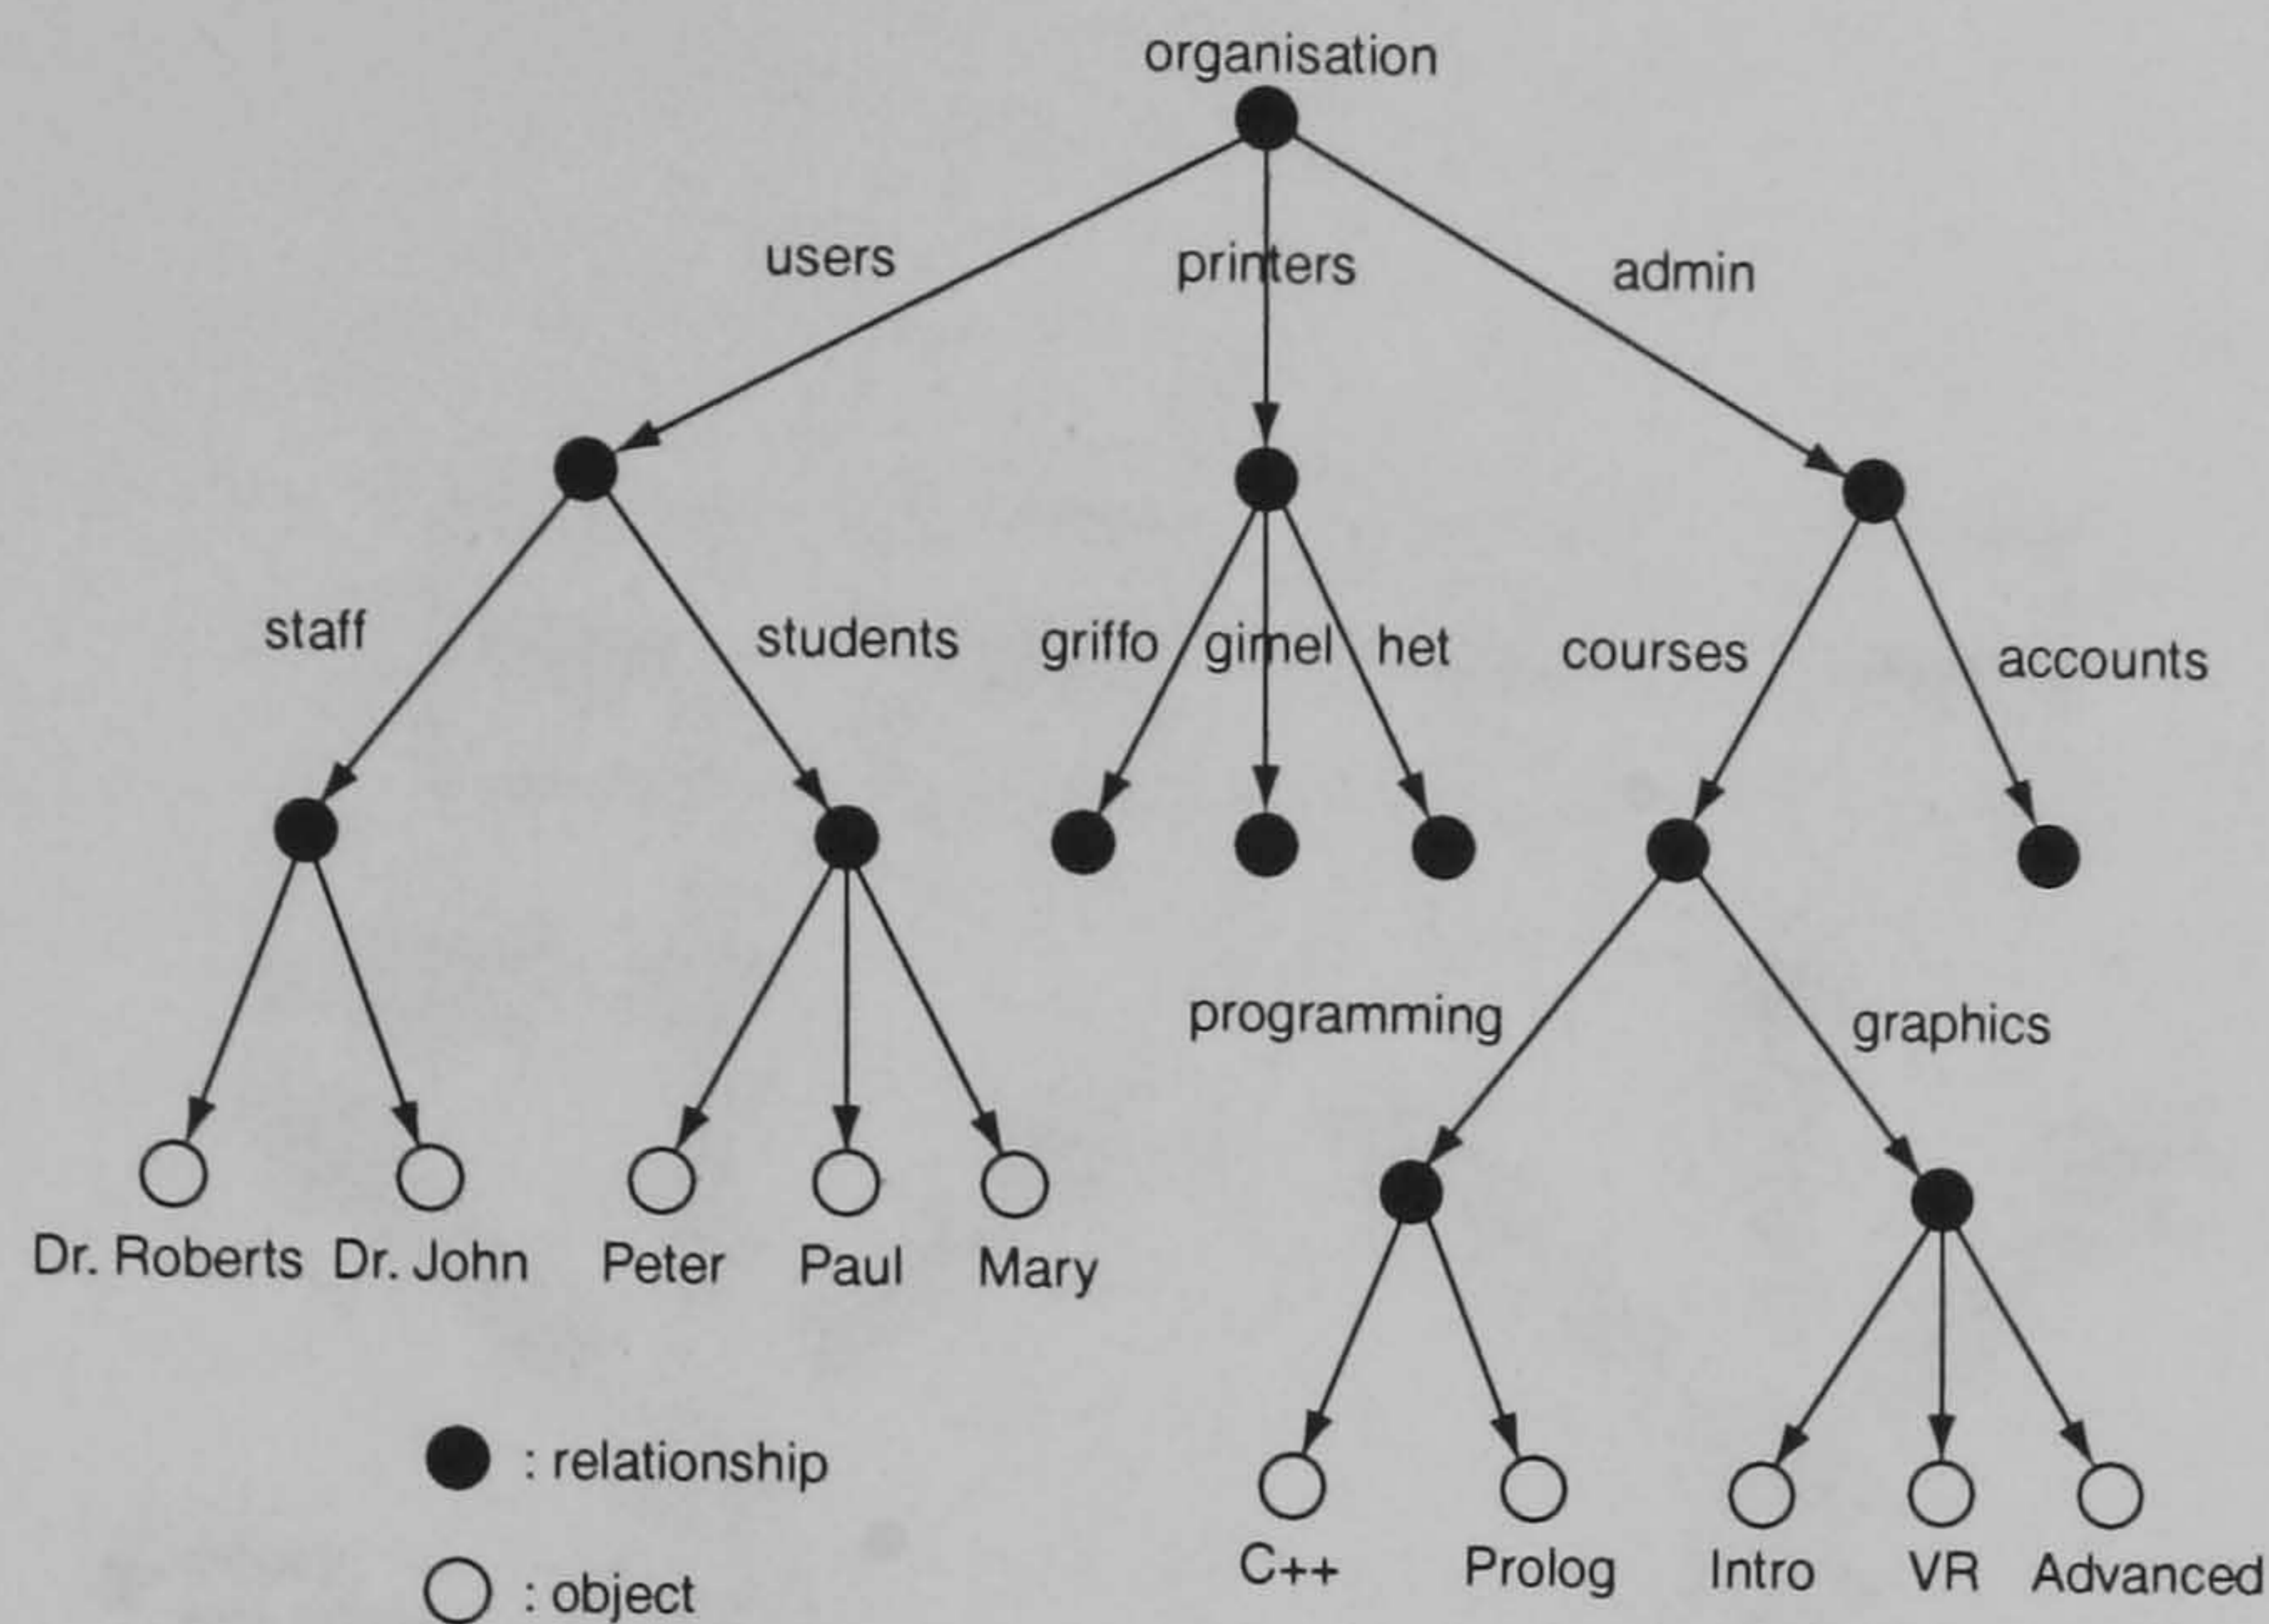 organisation
users printers admin
staff students griffo gimel het courses accounts
programming graphics
Dr. Roberts Dr. John Peter Paul Mary
: relationship
: object
C++ Prolog Intro VR Advanced